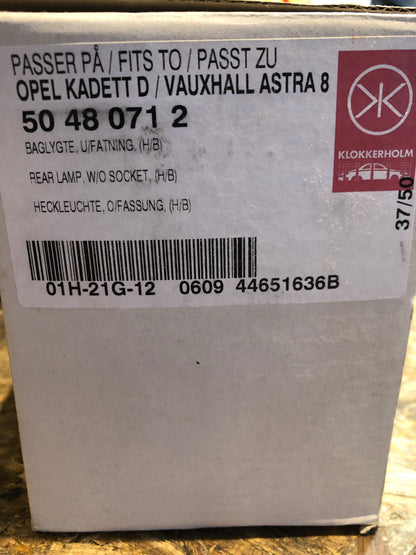 PASSER PÅ / FITS TO / PASST ZU
OPEL KADETT D / VAUXHALL ASTRA 8
50 48 071 2
BAGLYGTE, U/FATNING, (H/B)
REAR LAMP, W/O SOCKET, (H/B)
HECKLEUCHTE, O/FASSUNG, (H/B)
01H-21G-12 0609 44651636B
KLOKKERHOLM
37/50